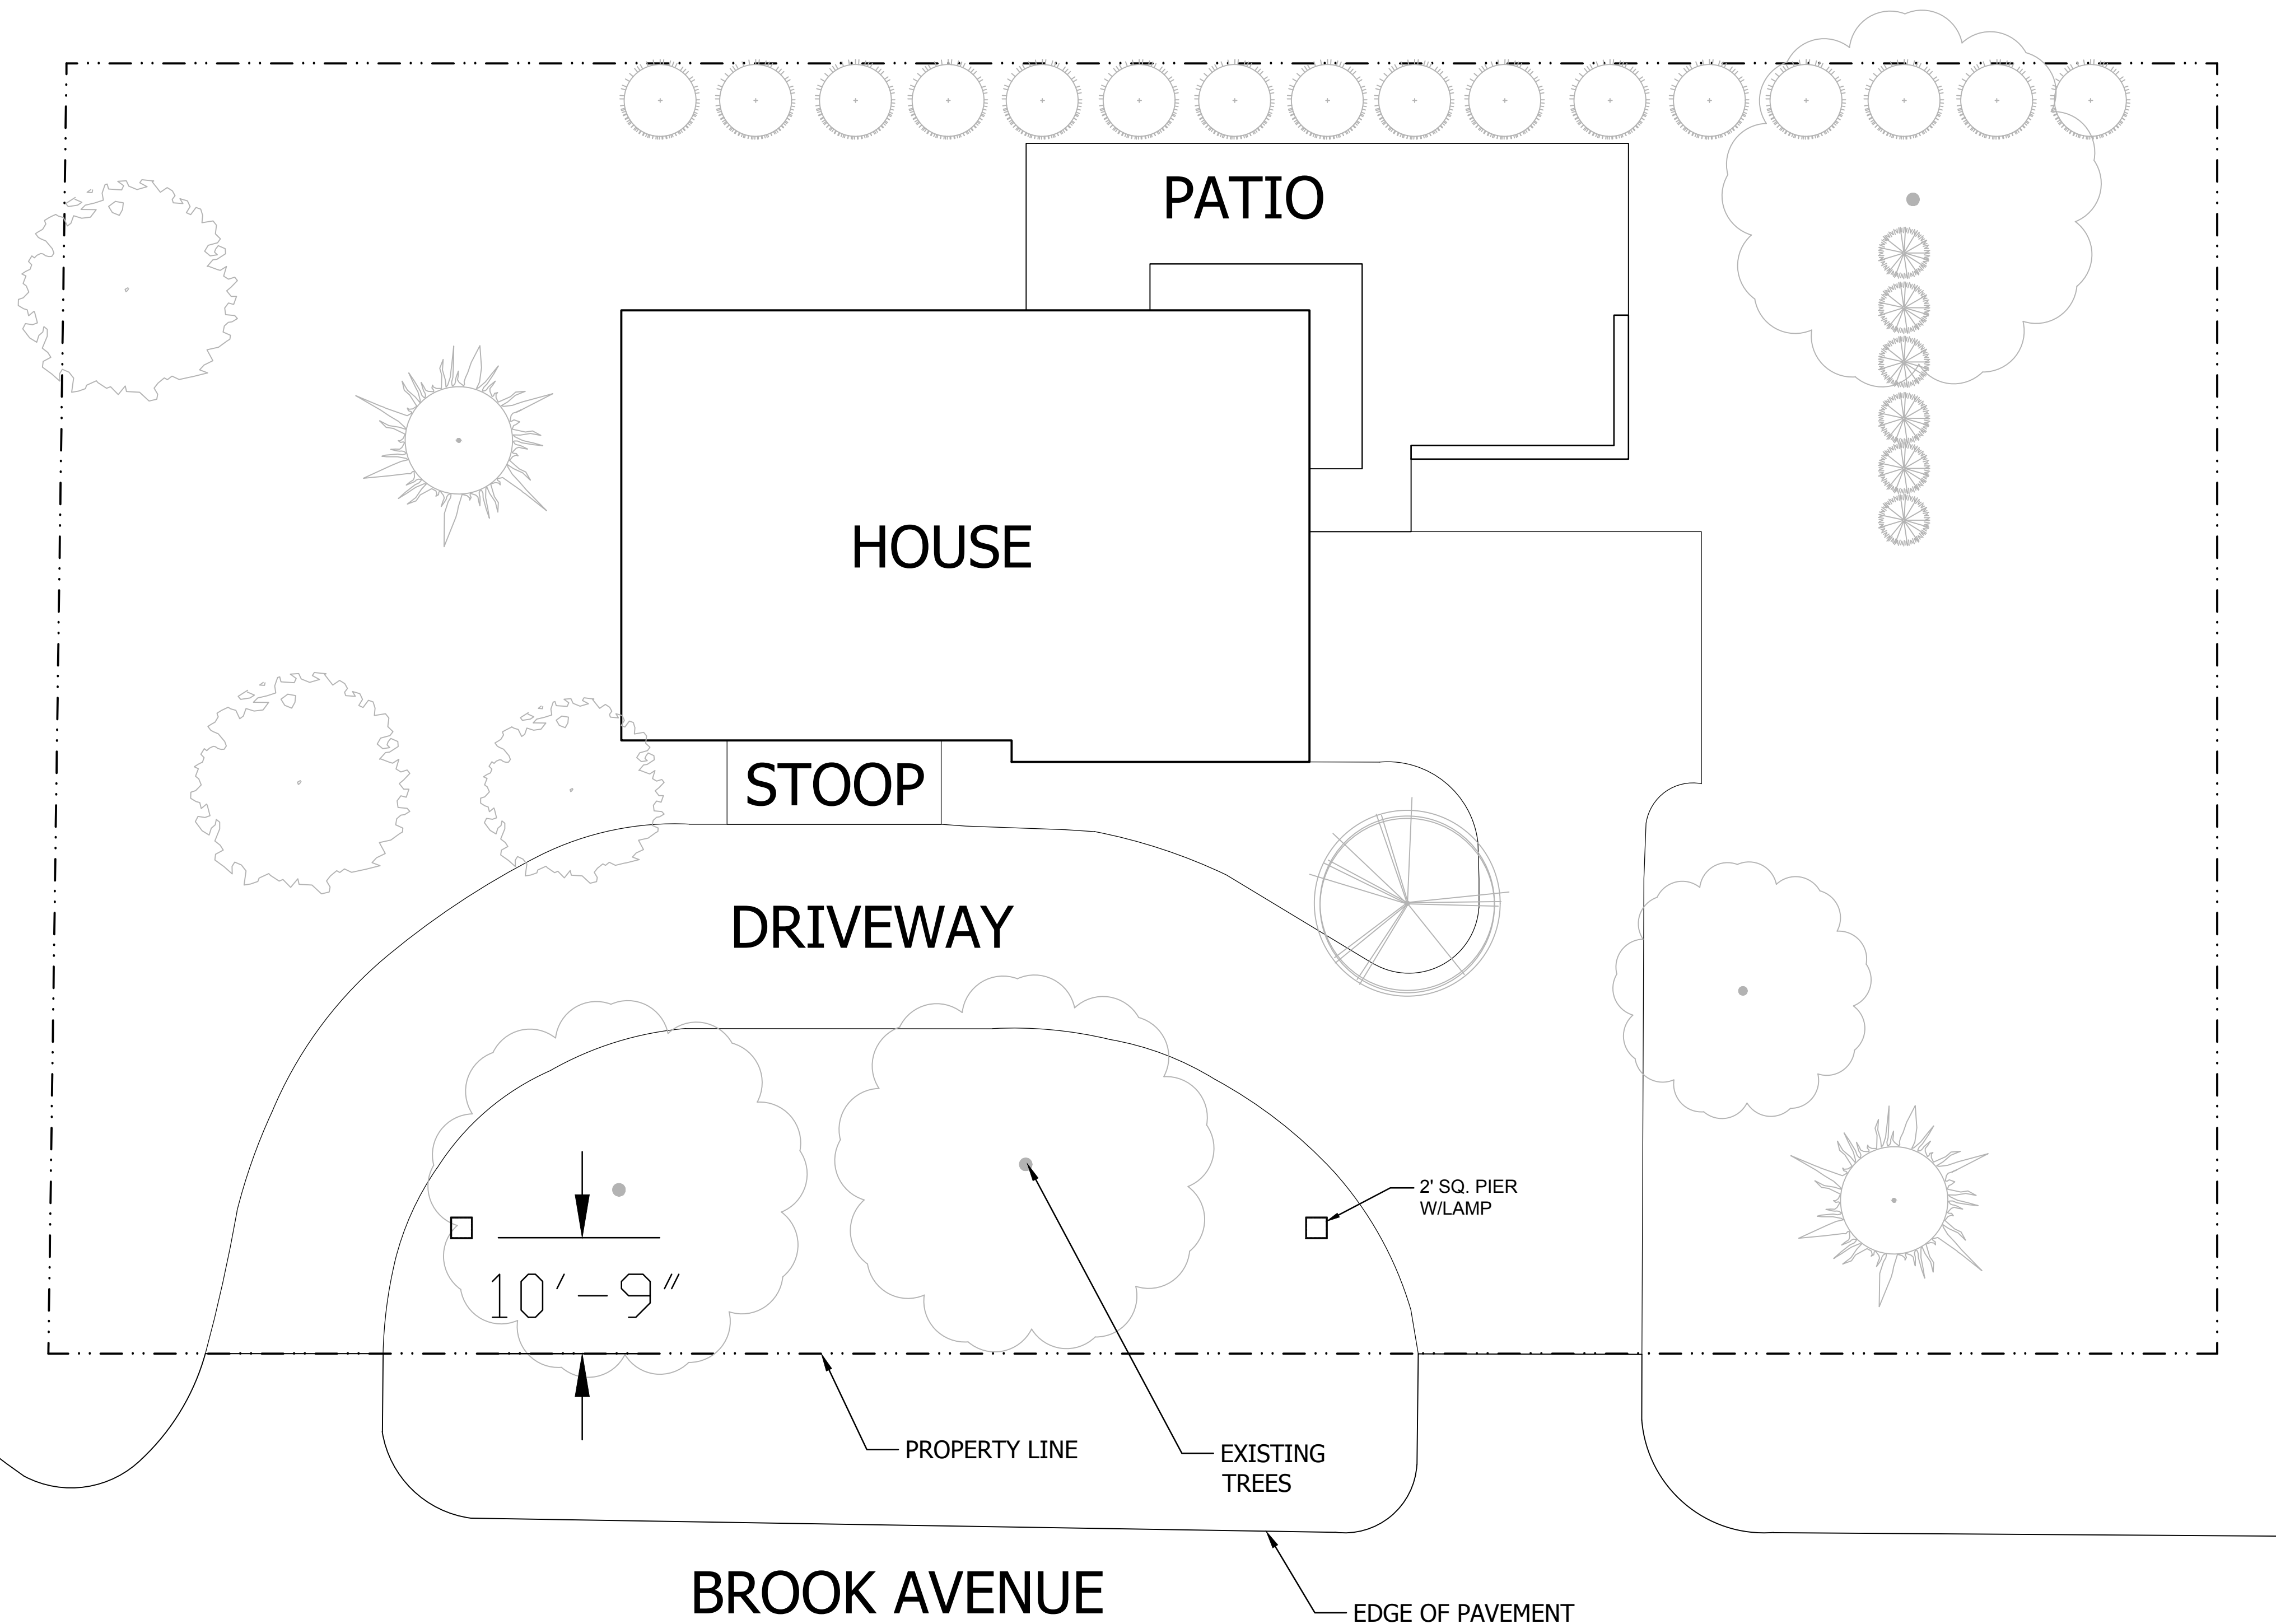 PATIO
HOUSE
STOOP
DRIVEWAY
2' SQ. PIER
W/LAMP
10'-9"
PROPERTY LINE
EXISTING
TREES
BROOK AVENUE
EDGE OF PAVEMENT